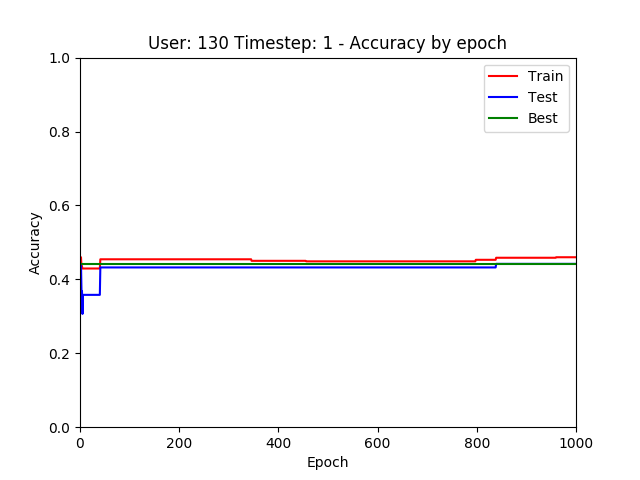 User: 130 Timestep: 1 - Accuracy by epoch
1.0
0.8
0.6
0.4
0.2
0.0
Accuracy
Train
Test
Best
0 200 400 600 800 1000
Epoch